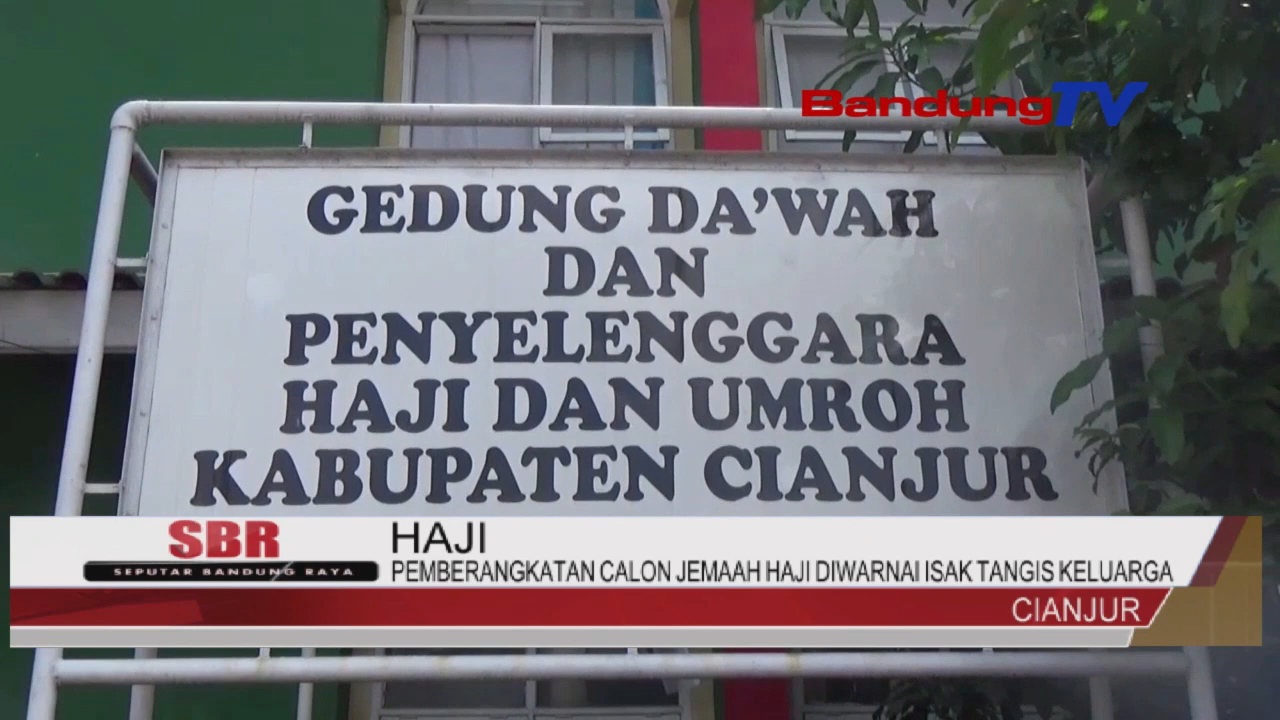 BandungTV
GEDUNG DA'WAH
DAN
PENYELENGGARA
HAJI DAN UMROH
KABUPATEN CIANJUR
SBR
SEPUTAR BANDUNG RAYA
HAJI
PEMBERANGKATAN CALON JEMAAH HAJI DIWARNAI ISAK TANGIS KELUARGA
CIANJUR